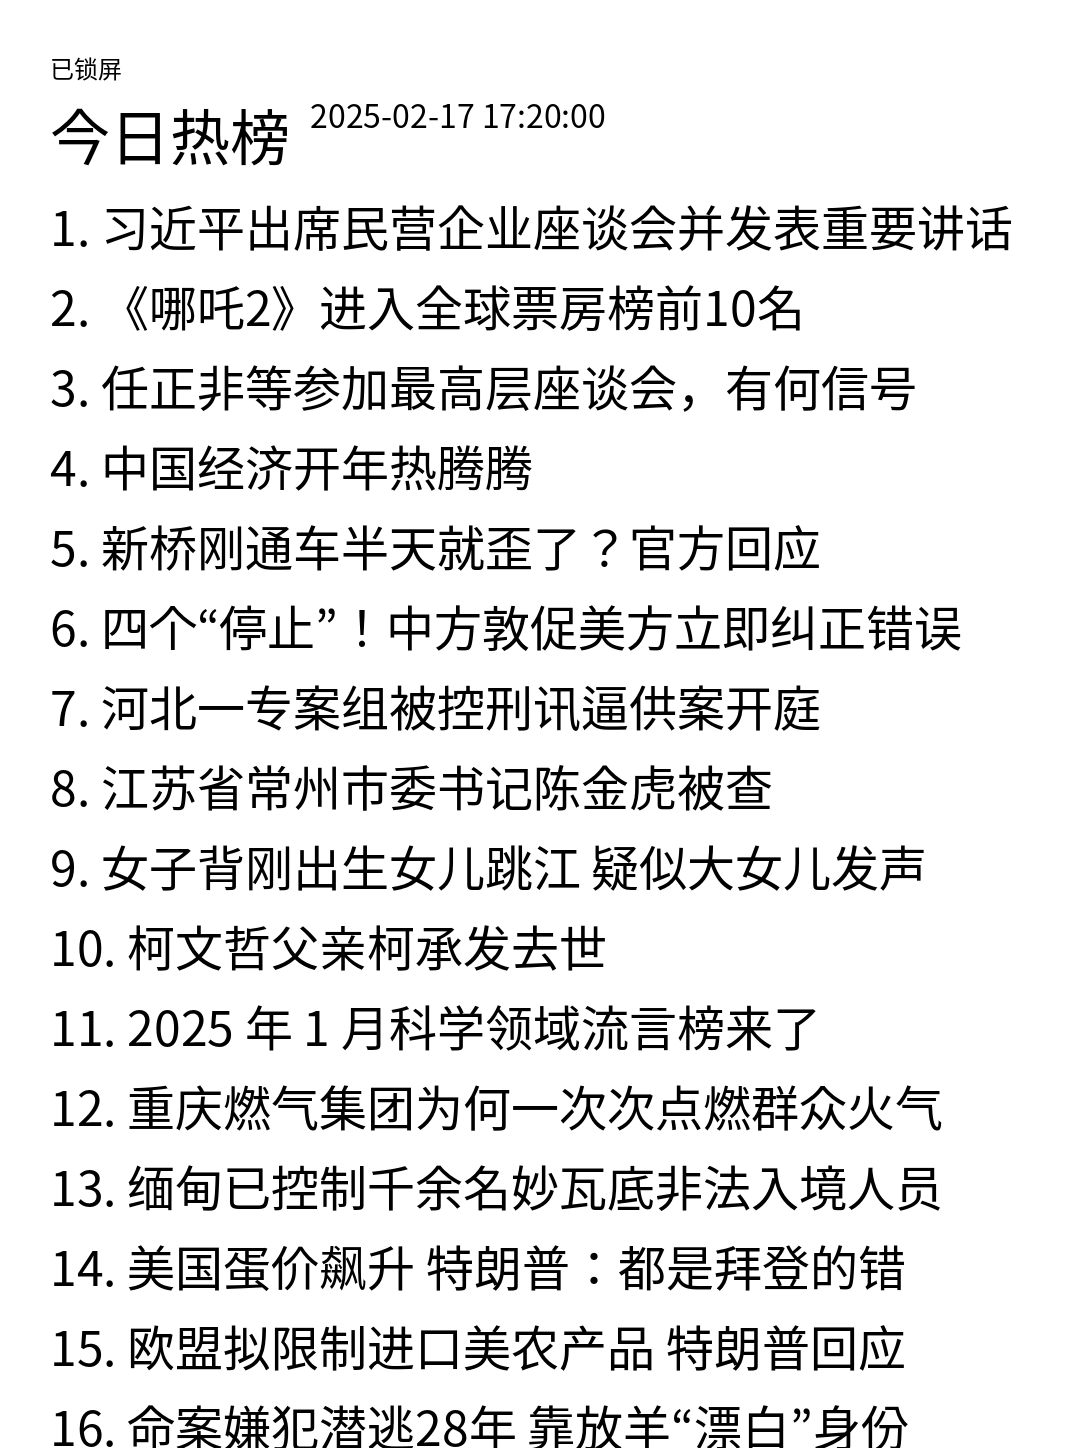 已锁屏
今日热榜 2025-02-17 17:20:00
1. 习近平出席民营企业座谈会并发表重要讲话
2. 《哪吒2》进入全球票房榜前10名
3. 任正非等参加最高层座谈会，有何信号
4. 中国经济开年热腾腾
5. 新桥刚通车半天就歪了？官方回应
6. 四个“停止”！中方敦促美方立即纠正错误
7. 河北一专案组被控刑讯逼供案开庭
8. 江苏省常州市委书记陈金虎被查
9. 女子背刚出生女儿跳江 疑似大女儿发声
10. 柯文哲父亲柯承发去世
11. 2025 年 1 月科学领域流言榜来了
12. 重庆燃气集团为何一次次点燃群众火气
13. 缅甸已控制千余名妙瓦底非法入境人员
14. 美国蛋价飙升 特朗普：都是拜登的错
15. 欧盟拟限制进口美农产品 特朗普回应
16. 命案嫌犯潜逃28年 靠放羊“漂白”身份